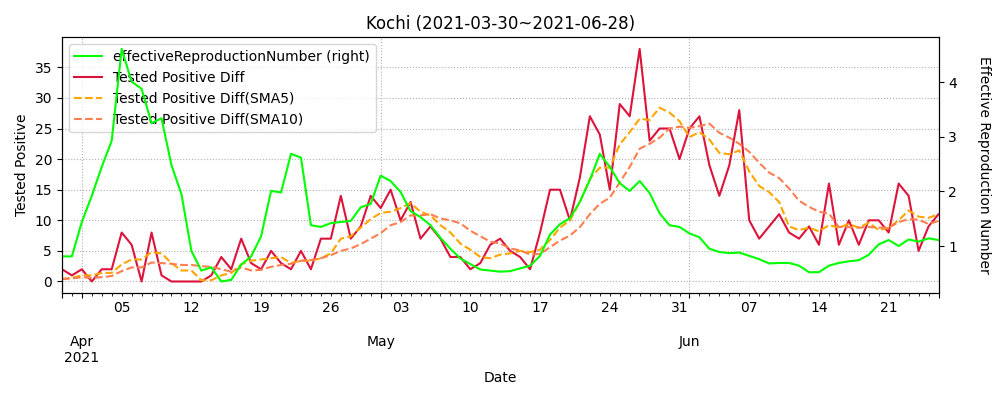 Kochi (2021-03-30~2021-06-28)
effectiveReproductionNumber (right)
Tested Positive Diff
Tested Positive Diff(SMA5)
Tested Positive Diff(SMA10)
Tested Positive
35
30
25
20
15
10
5
0
4
3
2
1
Effective Reproduction Number
05 12 19 26 03 10 17 24 31 07 14 21
Apr May Jun
2021
Date